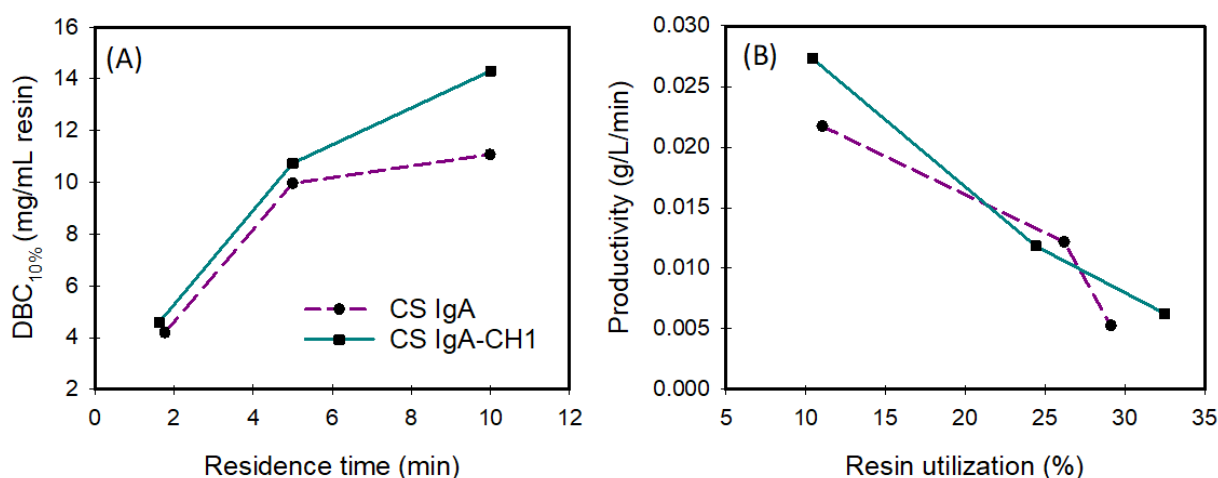 (A)
DBC10% (mg/mL resin)
16
14
12
10
8
6
4
2
0 2 4 6 8 10 12
Residence time (min)
CS IgA
CS IgA-CH1
(B)
Productivity (g/L/min)
0.030
0.025
0.020
0.015
0.010
0.005
0.000
5 10 15 20 25 30 35
Resin utilization (%)